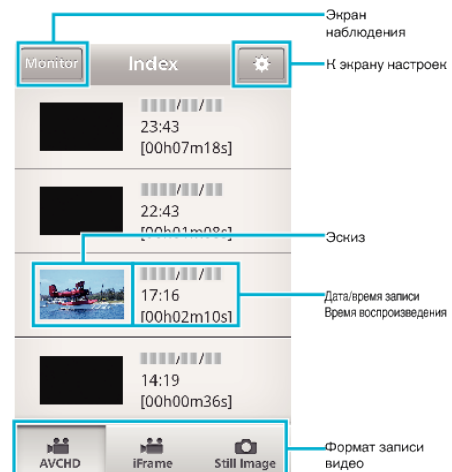 Экран
наблюдения
Monitor
Index
К экрану настроек
23:43
[00h07m18s]
22:43
[00h01m08s]
Эскиз
17:16
[00h02m10s]
Дата/время записи
Время воспроизведения
14:19
[00h00m36s]
AVCHD
iFrame
Still Image
Формат записи
видео